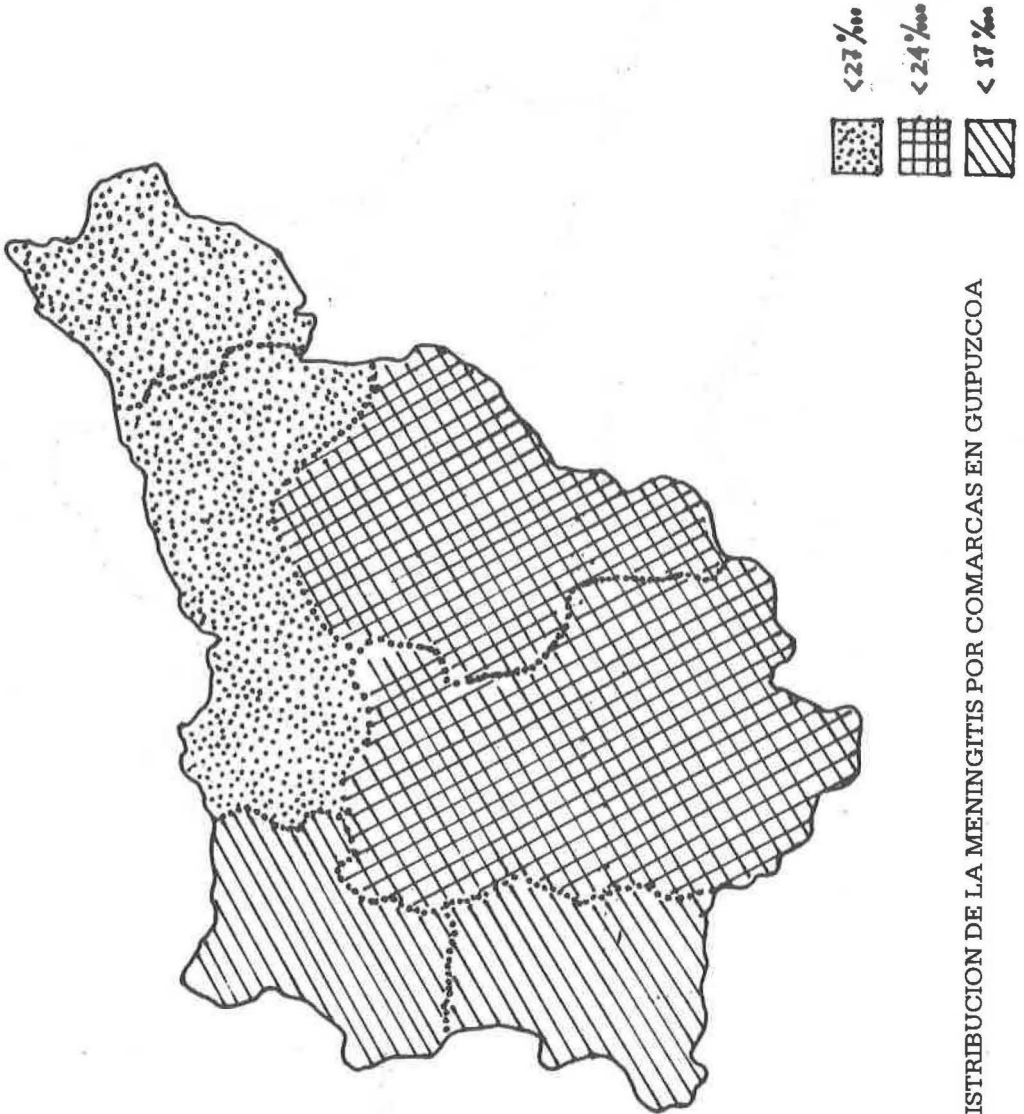 <27‰
<24‰
<17‰
ISTRIBUCION DE LA MENINGITIS POR COMARCAS EN GUIPUZCOA